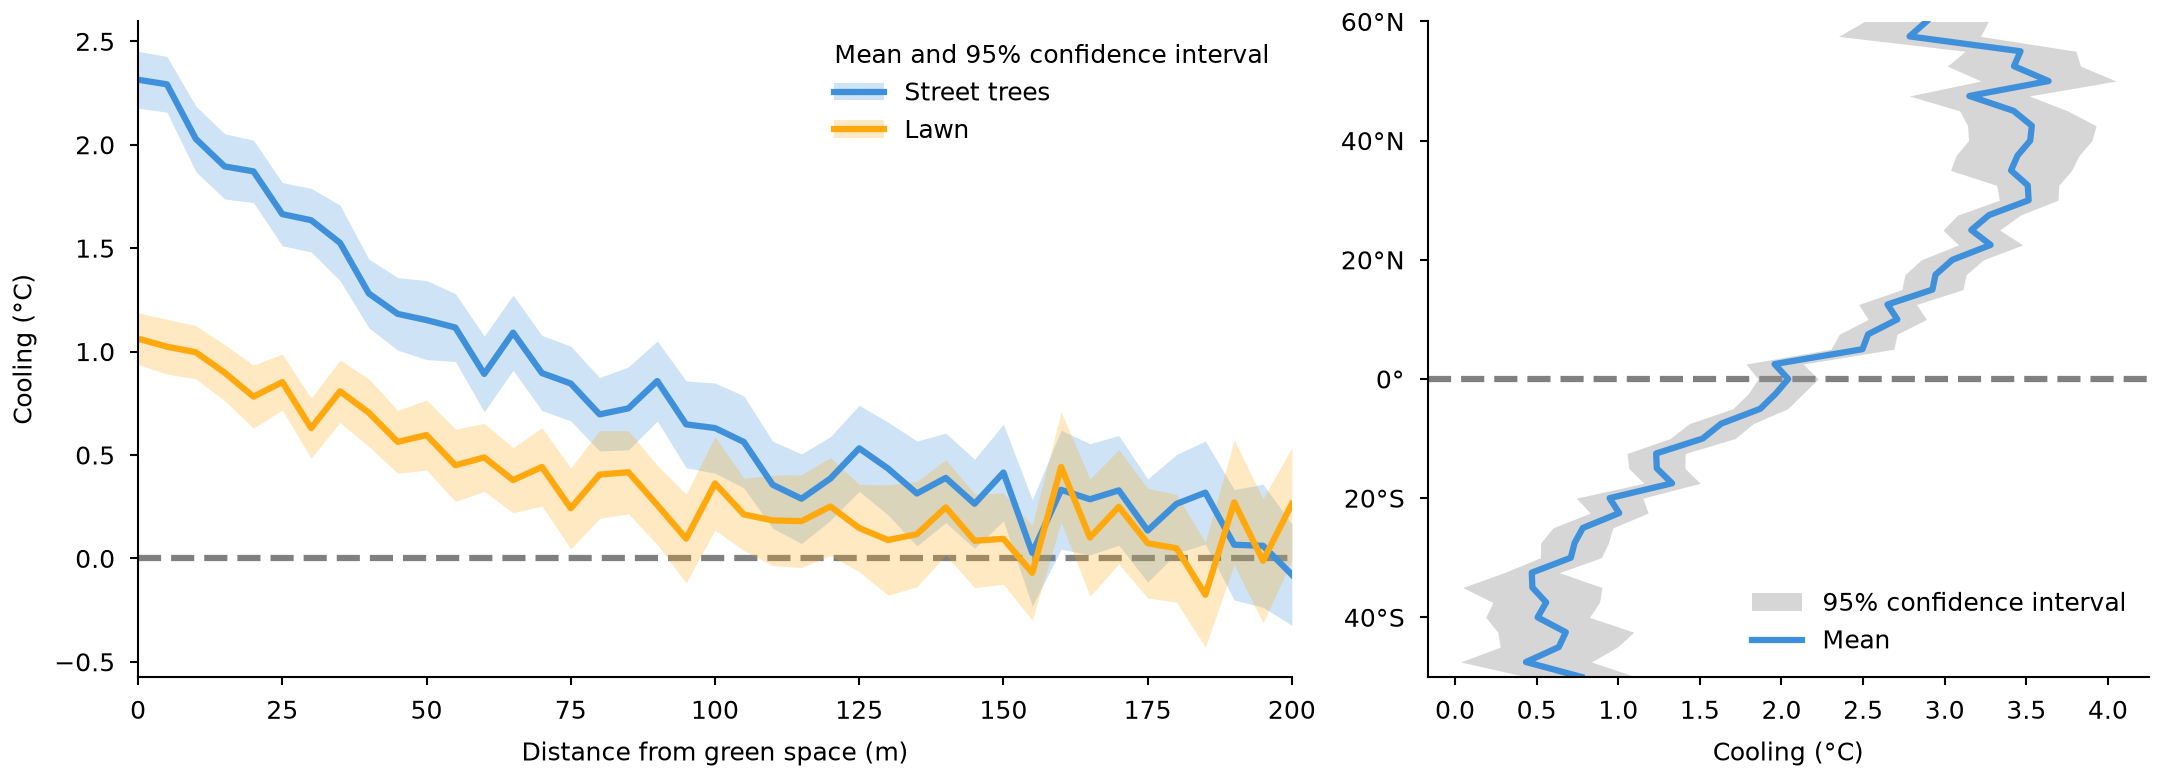 Cooling (°C)
2.5
2.0
1.5
1.0
0.5
0.0
−0.5
Mean and 95% confidence interval
Street trees
Lawn
0 25 50 75 100 125 150 175 200
Distance from green space (m)
60°N
40°N
20°N
0°
20°S
40°S
95% confidence interval
Mean
0.0 0.5 1.0 1.5 2.0 2.5 3.0 3.5 4.0
Cooling (°C)